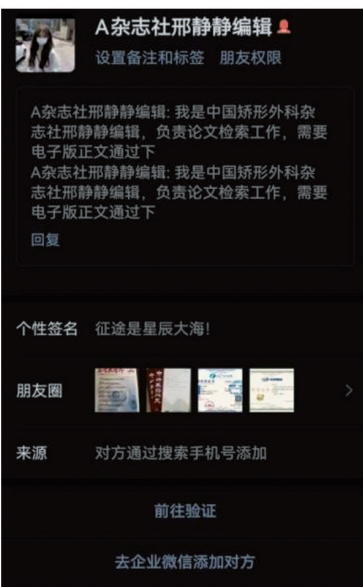 A杂志社邢静静编辑
设置备注和标签 朋友权限
A杂志社邢静静编辑: 我是中国矫形外科杂
志社邢静静编辑，负责论文检索工作，需要
电子版正文通过下
A杂志社邢静静编辑: 我是中国矫形外科杂
志社邢静静编辑，负责论文检索工作，需要
电子版正文通过下
回复
个性签名 征途是星辰大海!
朋友圈
来源 对方通过搜索手机号添加
前往验证
去企业微信添加对方